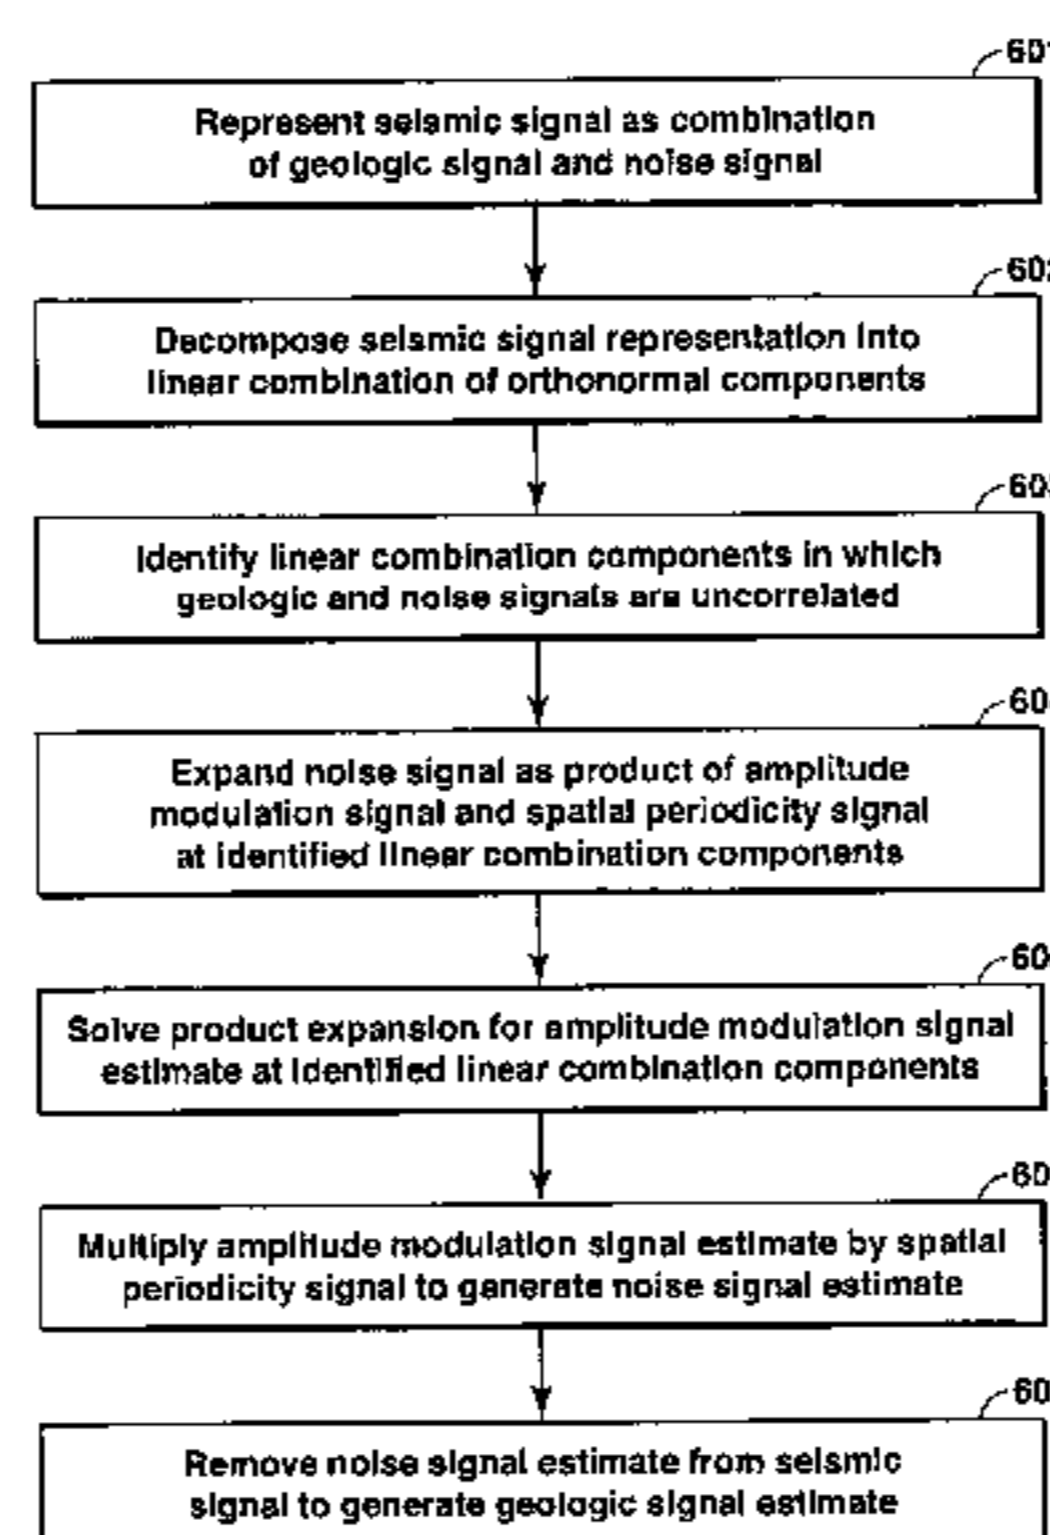 Represent seismic signal as combination
of geologic signal and noise signal
Decompose seismic signal representation into
linear combination of orthonormal components
Identify linear combination components in which
geologic and noise signals are uncorrelated
Expand noise signal as product of amplitude
modulation signal and spatial periodicity signal
at identified linear combination components
Solve product expansion for amplitude modulation signal
estimate at identified linear combination components
Multiply amplitude modulation signal estimate by spatial
periodicity signal to generate noise signal estimate
Remove noise signal estimate from seismic
signal to generate geologic signal estimate